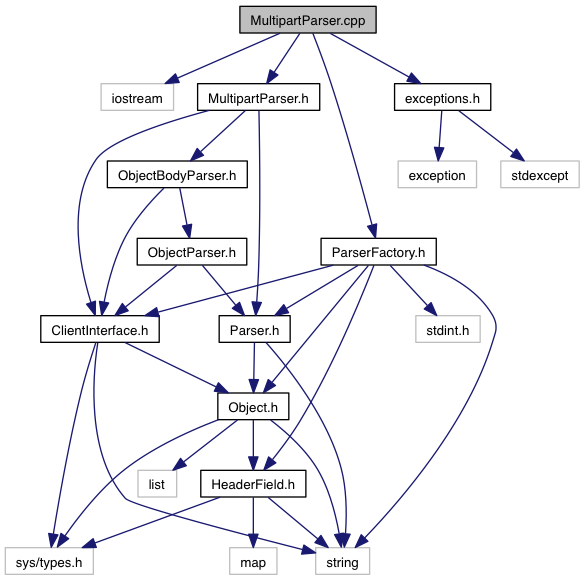 MultipartParser.cpp
iostream
MultipartParser.h
exceptions.h
ObjectBodyParser.h
exception
stdexcept
ObjectParser.h
ParserFactory.h
ClientInterface.h
Parser.h
stdint.h
Object.h
list
HeaderField.h
sys/types.h
map
string